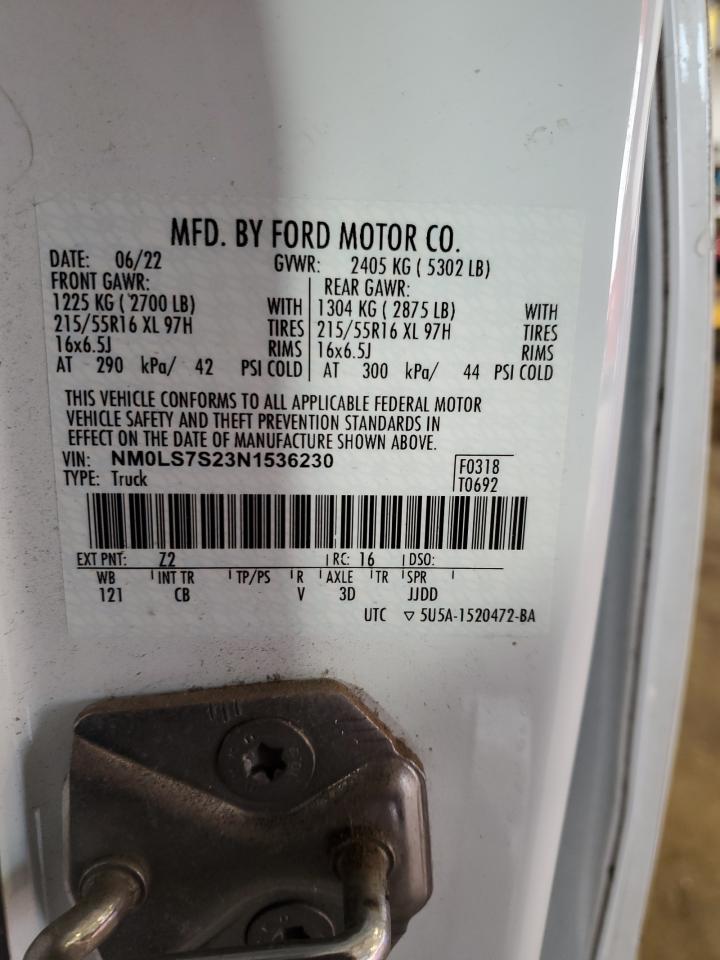 MFD. BY FORD MOTOR CO.
DATE: 06/22 GVWR: 2405 KG ( 5302 LB)
FRONT GAWR: REAR GAWR:
1225 KG ( 2700 LB) WITH 1304 KG ( 2875 LB) WITH
215/55R16 XL 97H TIRES 215/55R16 XL 97H TIRES
16x6.5J RIMS 16x6.5J RIMS
AT 290 kPa/ 42 PSI COLD AT 300 kPa/ 44 PSI COLD
THIS VEHICLE CONFORMS TO ALL APPLICABLE FEDERAL MOTOR
VEHICLE SAFETY AND THEFT PREVENTION STANDARDS IN
EFFECT ON THE DATE OF MANUFACTURE SHOWN ABOVE.
VIN: NM0LS7S23N1536230 F0318
TYPE: Truck T0692
EXT PNT: Z2 RC: 16 DSO:
WB INT TR TP/PS R AXLE TR SPR
121 CB V 3D JJDD
UTC ▽ 5U5A-1520472-BA